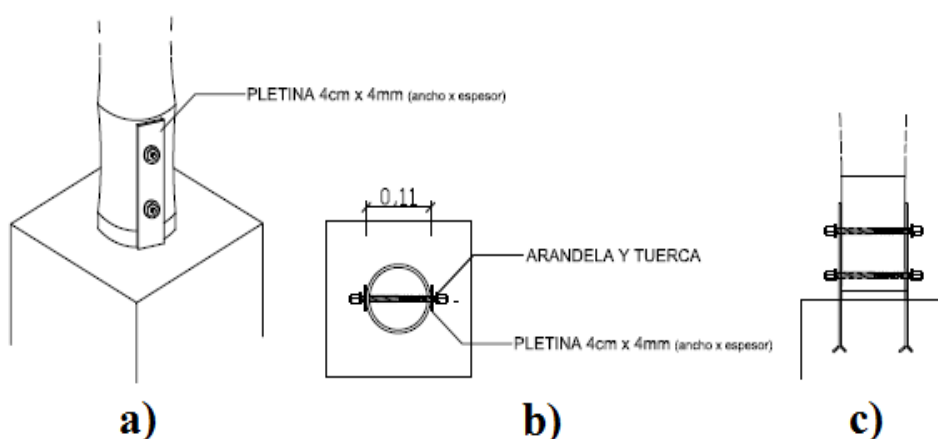 PLETINA 4cm x 4mm (ancho x espesor)
0,11
ARANDELA Y TUERCA
PLETINA 4cm x 4mm (ancho x espesor)
a)
b)
c)